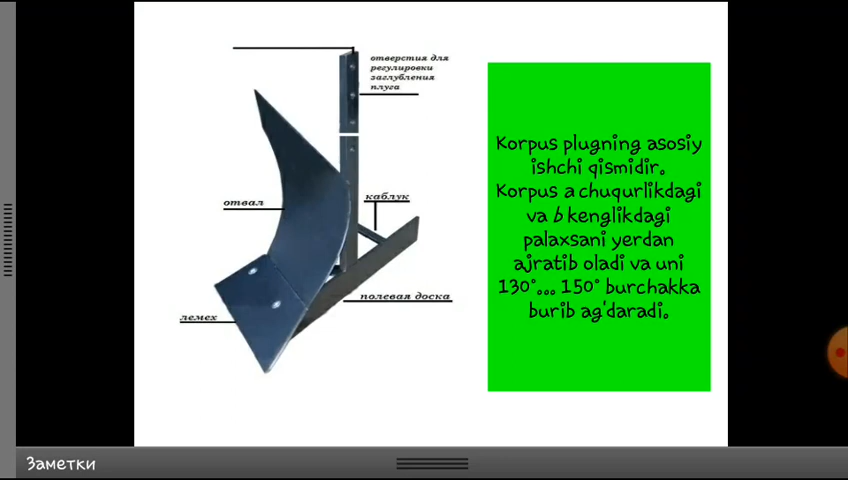 отверстия для
регулировки
заглубления
плуга
каблук
отвал
полевая доска
лемех
Korpus plugning asosiy
ishchi qismidir.
Korpus a chuqurlikdagi
va b kenglikdagi
palaxsani yerdan
ajratib oladi va uni
130°... 150° burchakka
burib ag'daradi.
Заметки